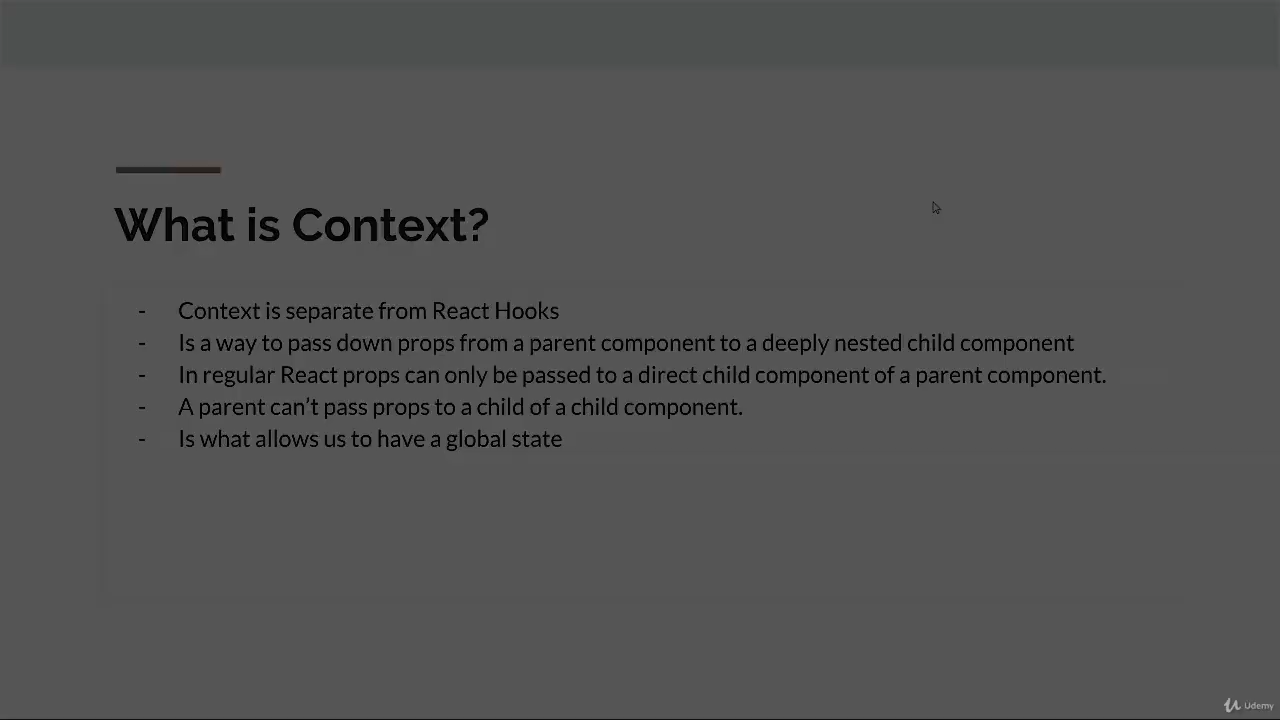 What is Context?
- Context is separate from React Hooks
- Is a way to pass down props from a parent component to a deeply nested child component
- In regular React props can only be passed to a direct child component of a parent component.
- A parent can’t pass props to a child of a child component.
- Is what allows us to have a global state
Udemy